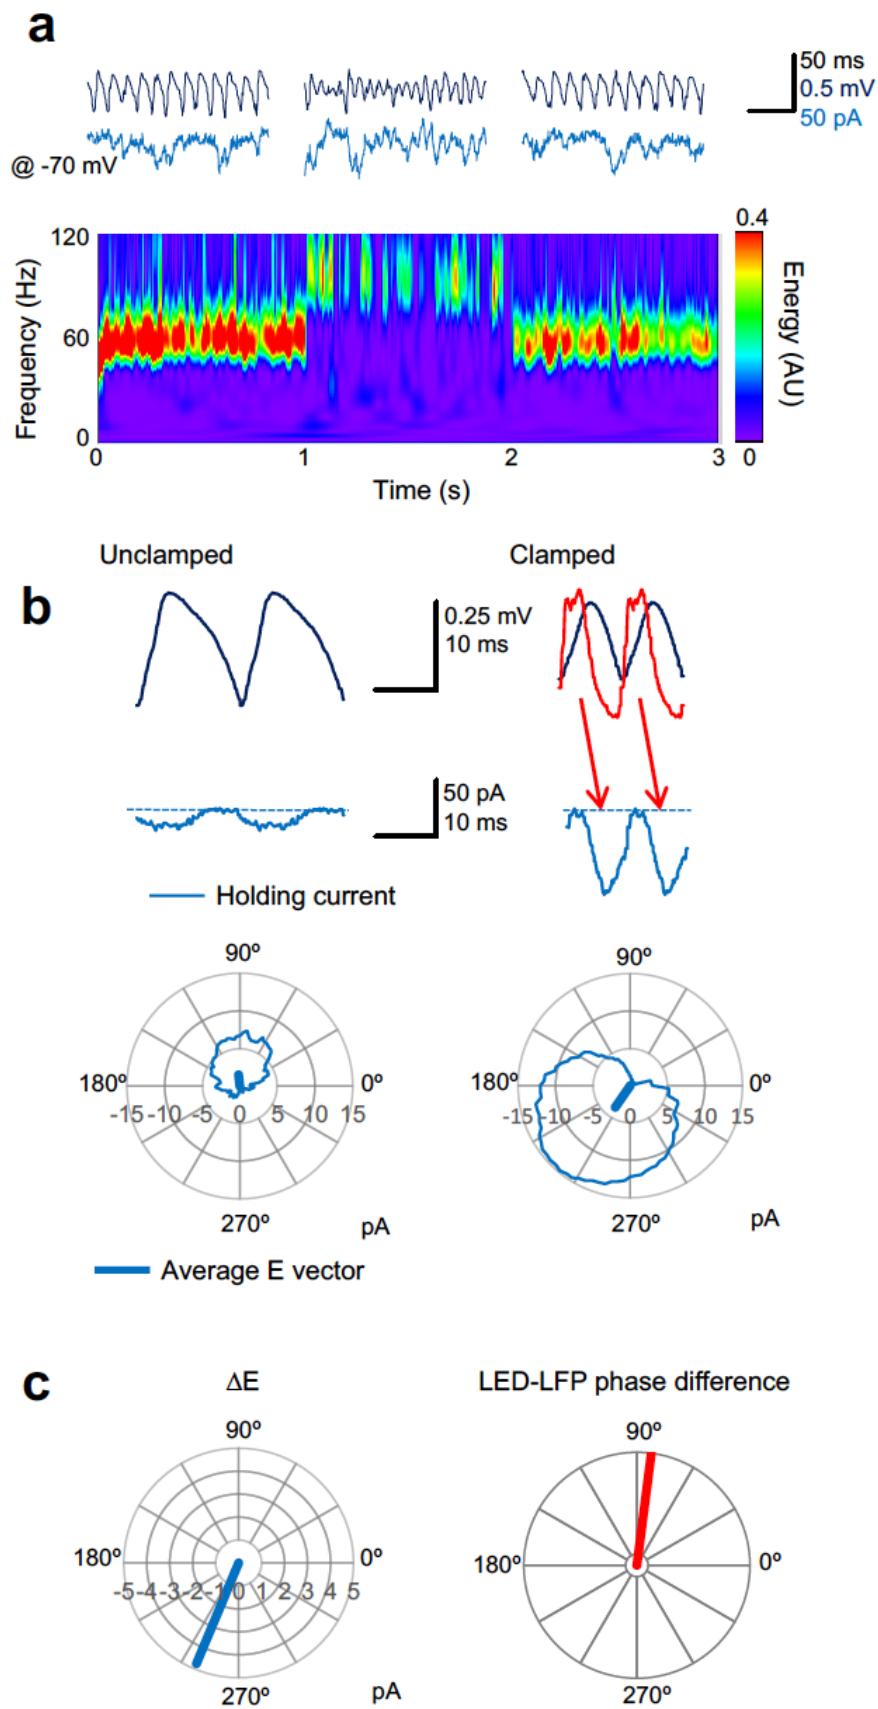 a
50 ms
0.5 mV
50 pA
@ -70 mV
0.4
120
60
0
Frequency (Hz)
Energy (AU)
0
0 1 2 3
Time (s)
Unclamped Clamped
b
0.25 mV
10 ms
50 pA
10 ms
Holding current
90º 90º
180º 0º 180º 0º
-15 -10 -5 0 5 10 15 -15 -10 -5 0 5 10 15
270º pA 270º pA
Average E vector
c
ΔE LED-LFP phase difference
90º 90º
180º 0º 180º 0º
-5 -4 -3 -2 -1 0 1 2 3 4 5
270º pA 270º